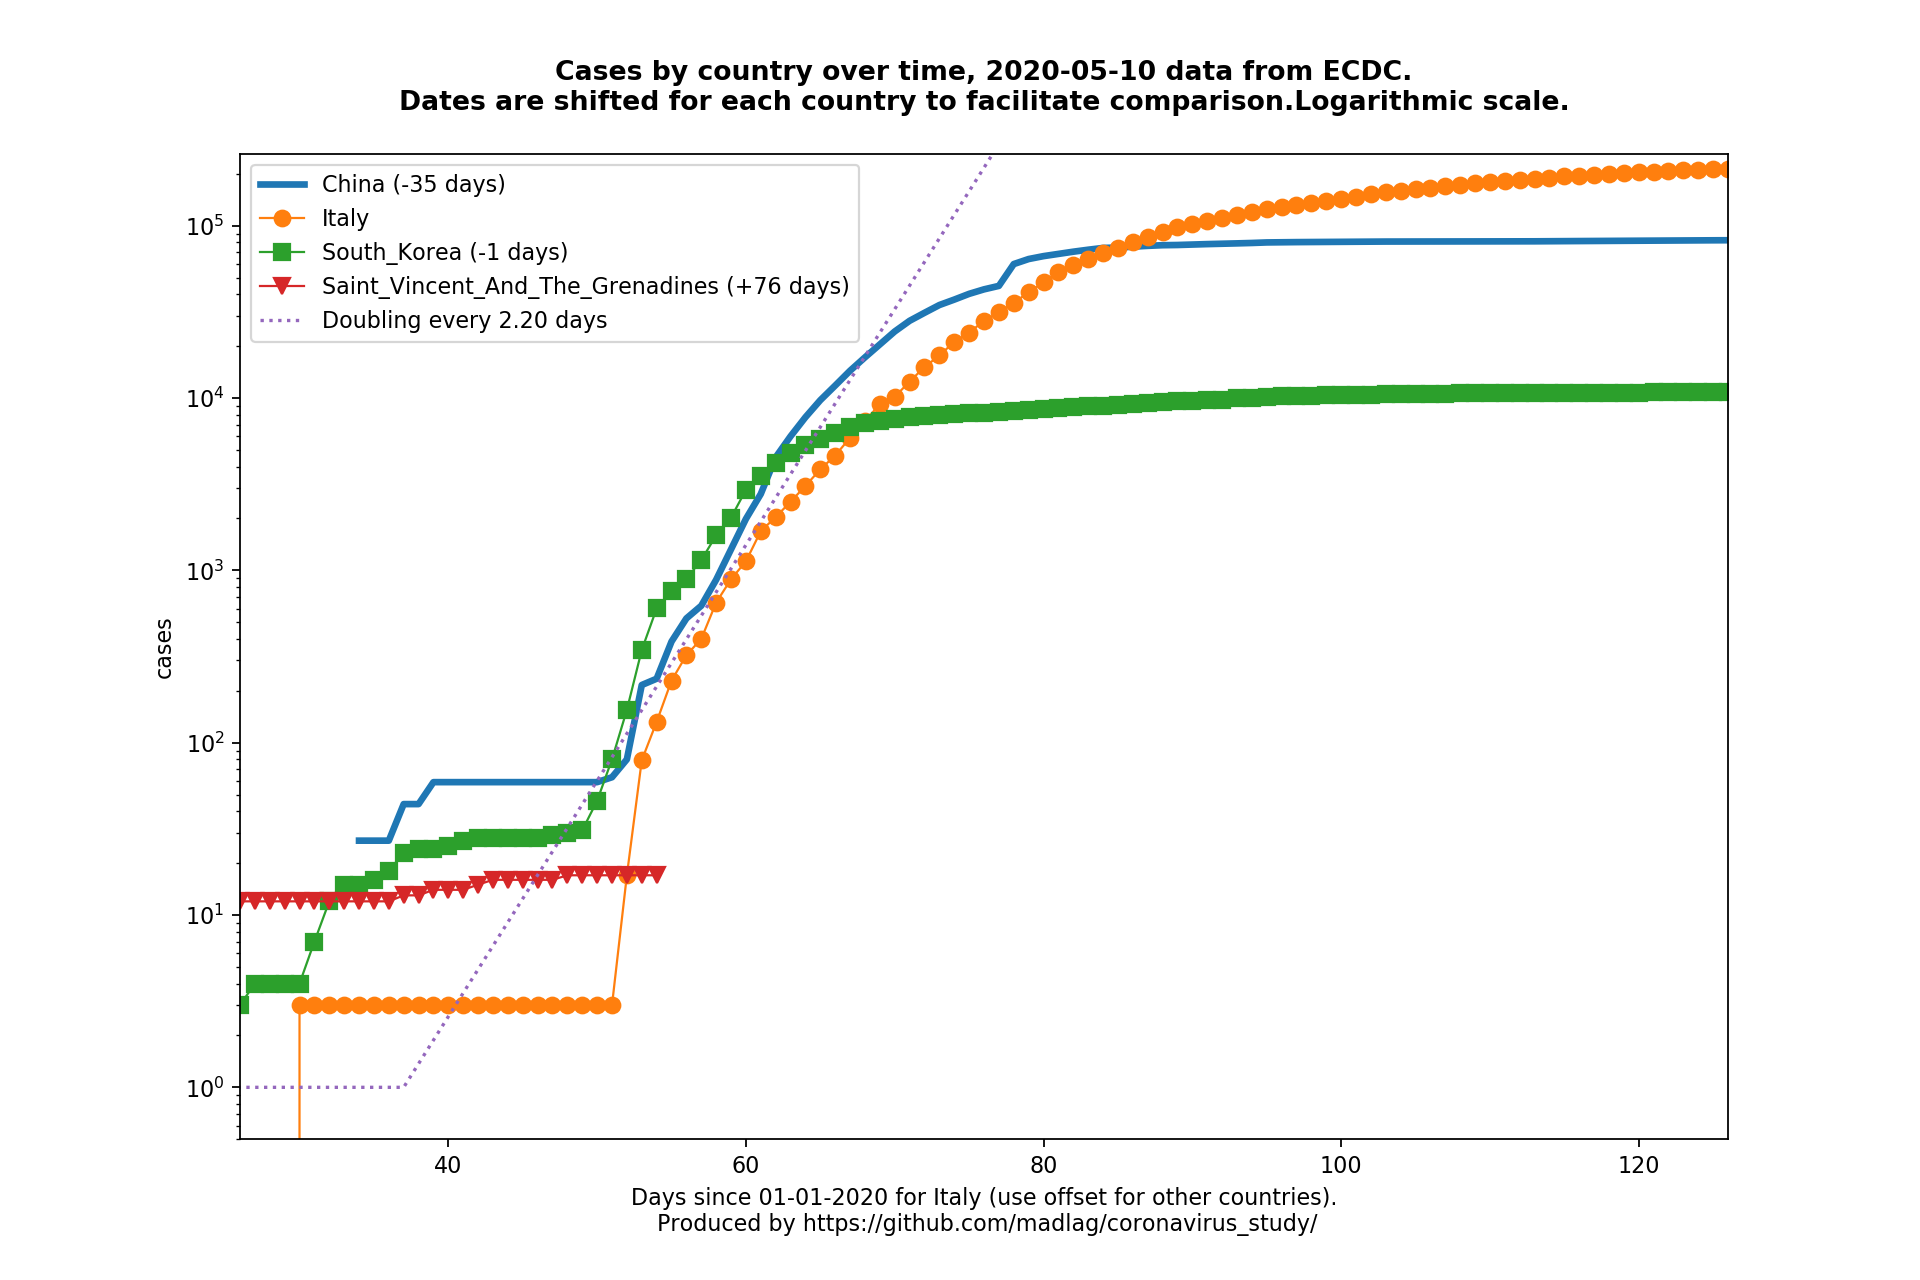 Cases by country over time, 2020-05-10 data from ECDC.
Dates are shifted for each country to facilitate comparison.Logarithmic scale.
China (-35 days)
Italy
South_Korea (-1 days)
Saint_Vincent_And_The_Grenadines (+76 days)
Doubling every 2.20 days
10^5
10^4
10^3
10^2
10^1
10^0
cases
40 60 80 100 120
Days since 01-01-2020 for Italy (use offset for other countries).
Produced by https://github.com/madlag/coronavirus_study/